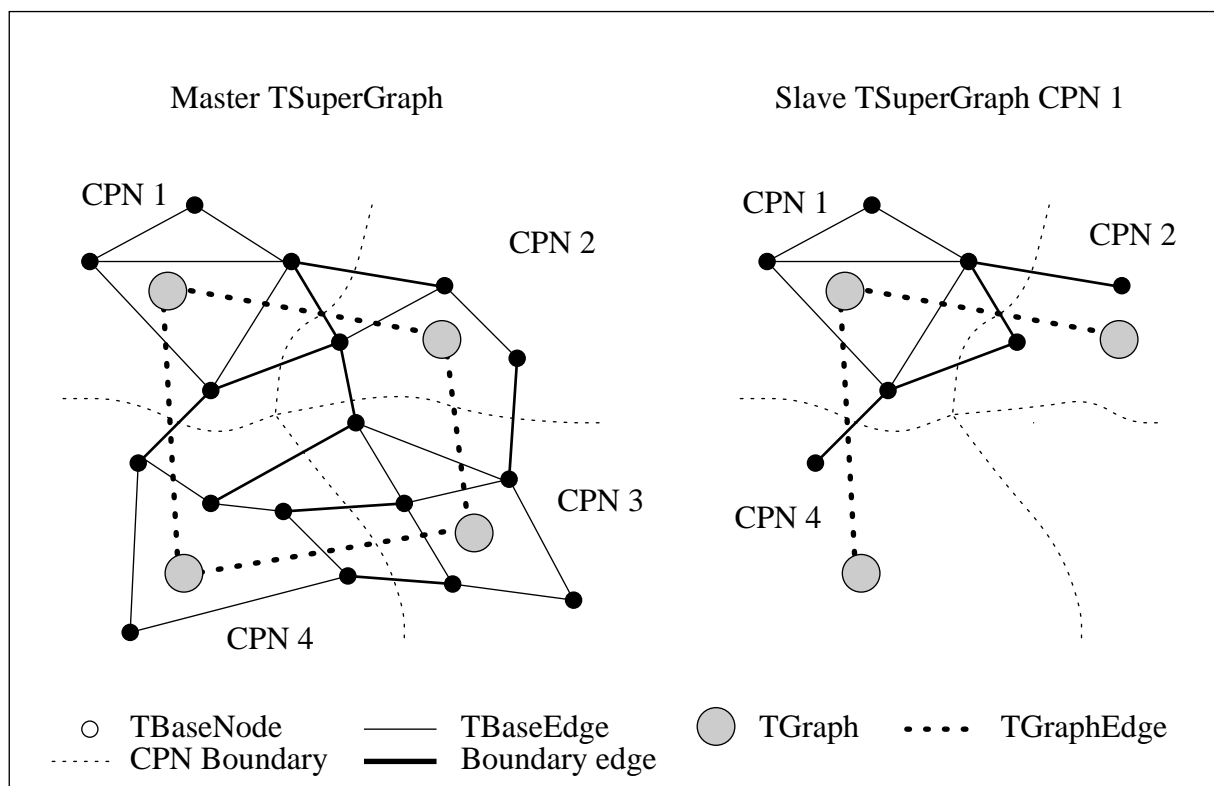 Master TSuperGraph
Slave TSuperGraph CPN 1
CPN 1
CPN 2
CPN 3
CPN 4
CPN 1
CPN 2
CPN 4
TBaseNode
TBaseEdge
TGraph
TGraphEdge
CPN Boundary
Boundary edge